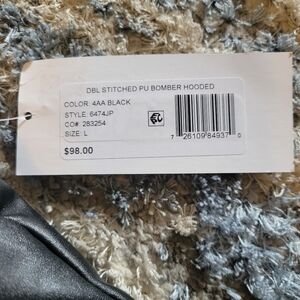 DBL STITCHED PU BOMBER HOODED
COLOR: 4AA BLACK
STYLE: 6474JP
CO#: 283254
SIZE: L
$98.00
7 26109 84937 0